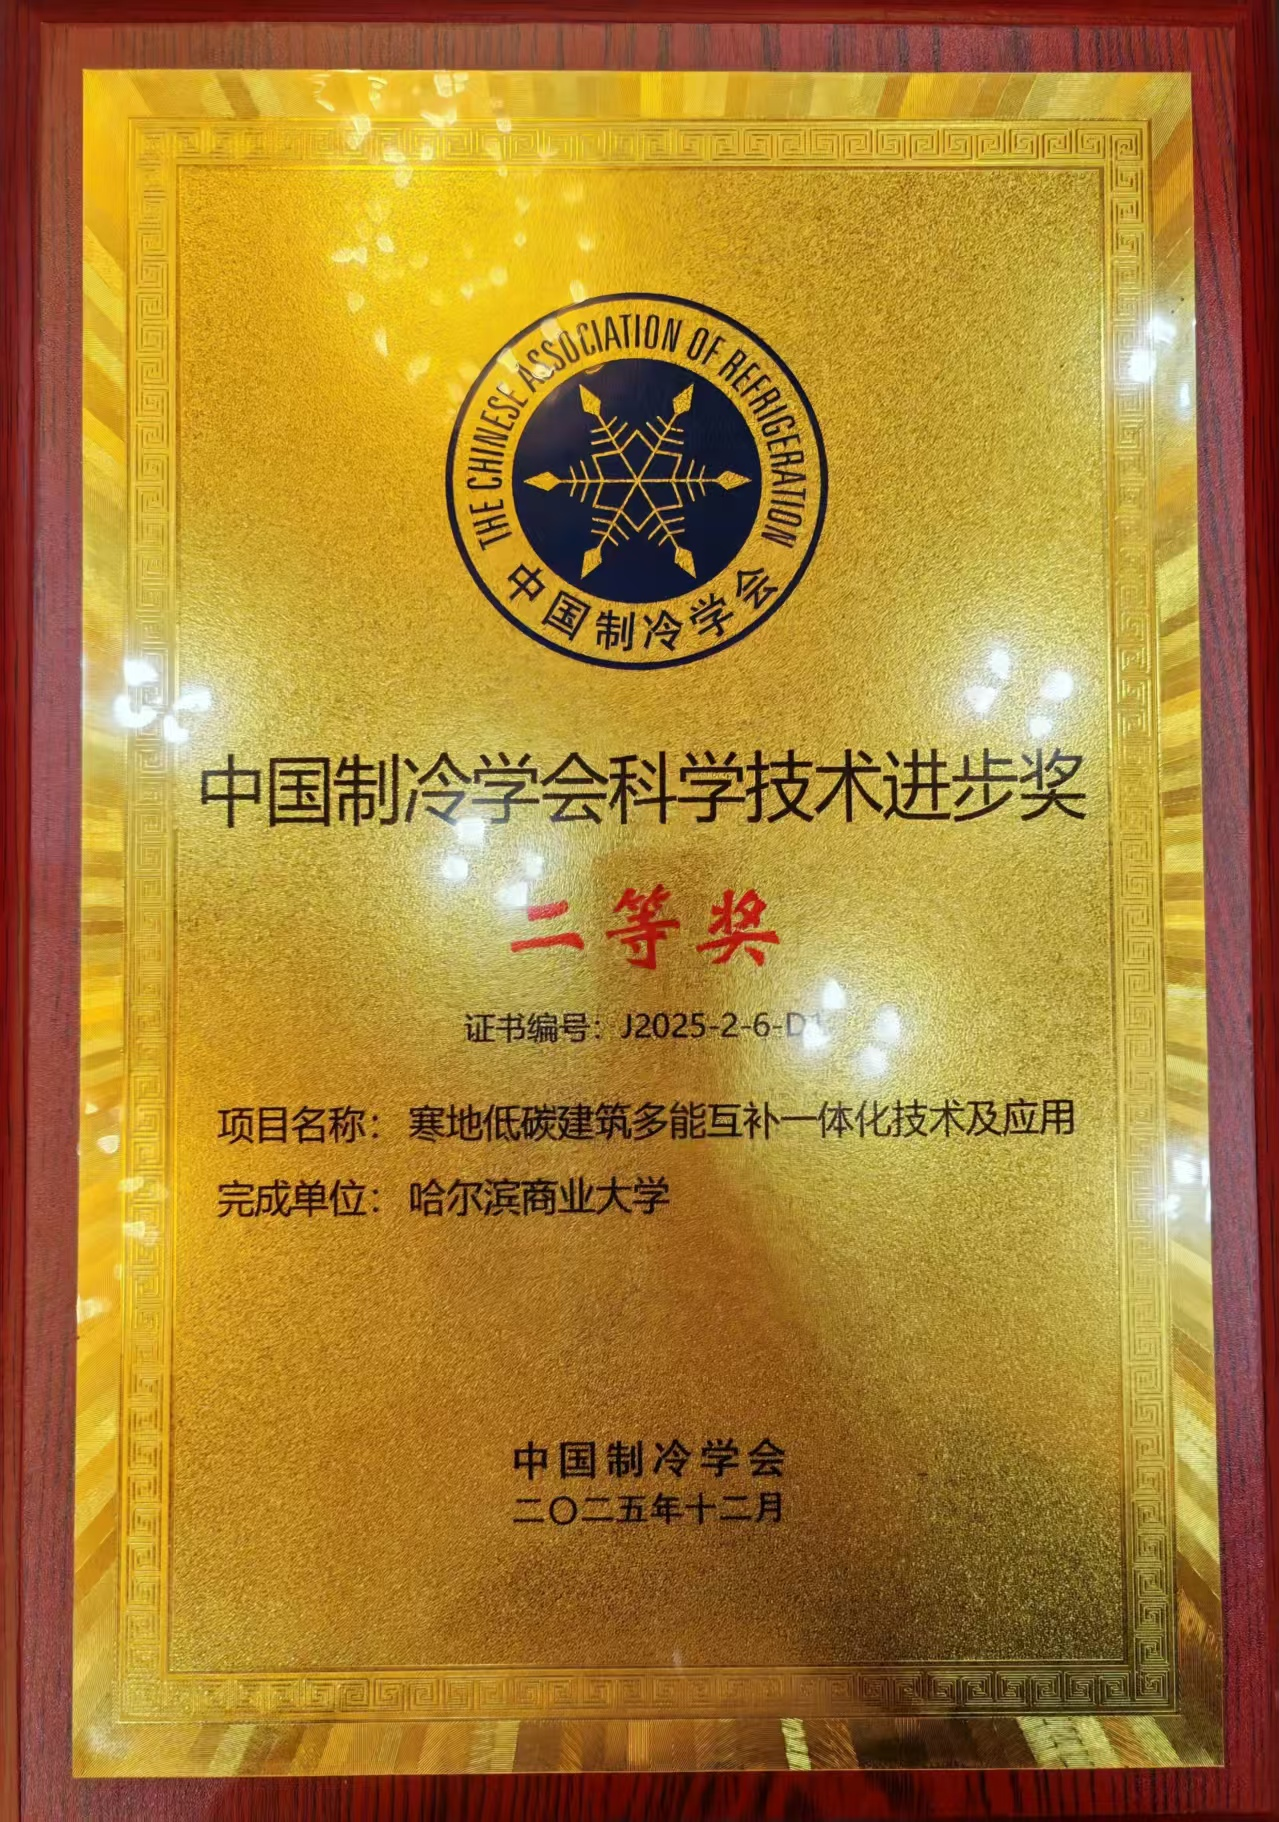 THE CHINESE ASSOCIATION OF REFRIGERATION
中国制冷学会
中国制冷学会科学技术进步奖
二等奖
证书编号：J2025-2-6-D1
项目名称：寒地低碳建筑多能互补一体化技术及应用
完成单位：哈尔滨商业大学
中国制冷学会
二〇二五年十二月